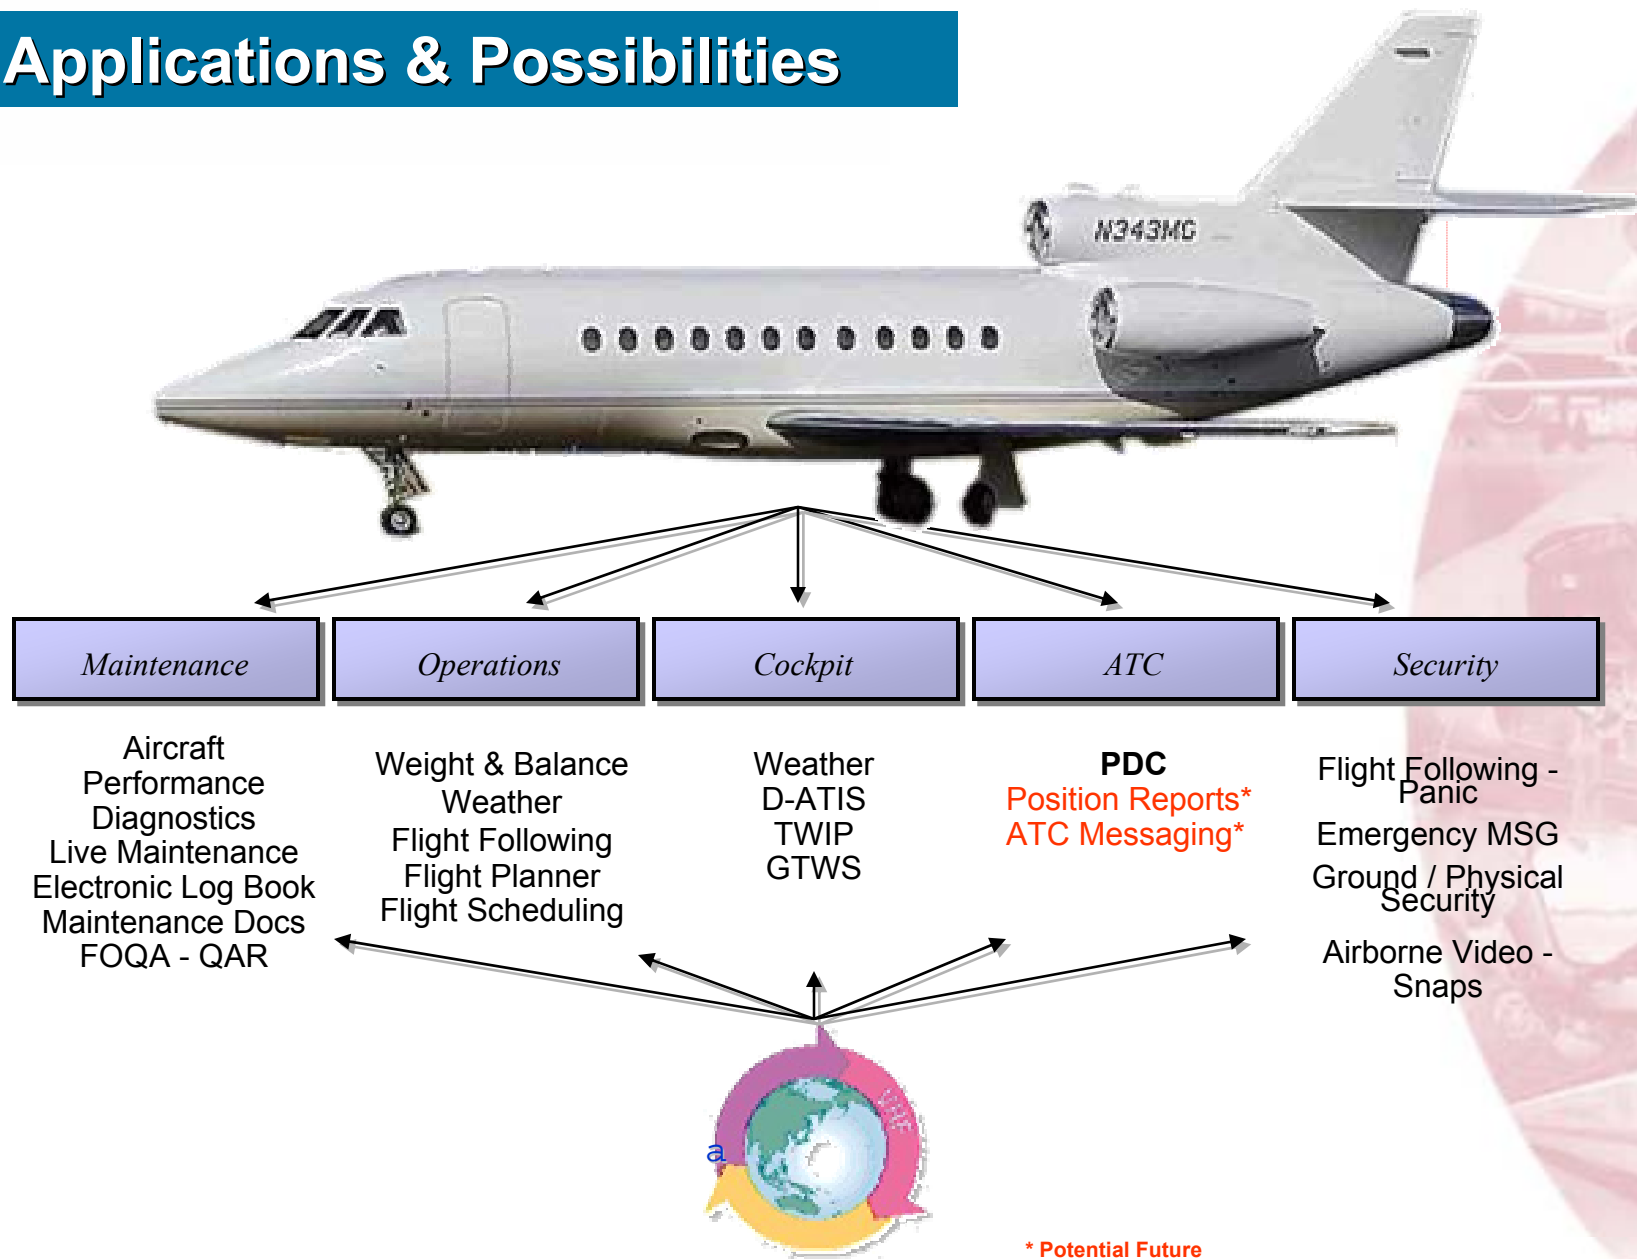 Applications & Possibilities
N343MG
Maintenance
Operations
Cockpit
ATC
Security
Aircraft
Performance
Diagnostics
Live Maintenance
Electronic Log Book
Maintenance Docs
FOQA - QAR
Weight & Balance
Weather
Flight Following
Flight Planner
Flight Scheduling
Weather
D-ATIS
TWIP
GTWS
PDC
Position Reports*
ATC Messaging*
Flight Following -
Panic
Emergency MSG
Ground / Physical
Security
Airborne Video -
Snaps
VHF
a
* Potential Future